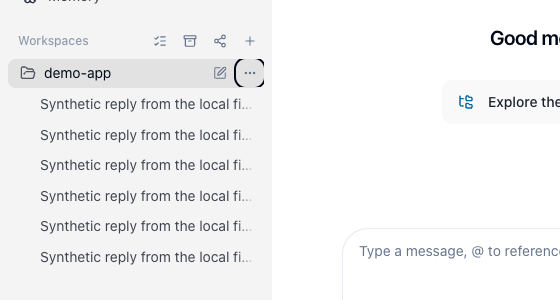 Workspaces
demo-app
Synthetic reply from the local fi...
Synthetic reply from the local fi...
Synthetic reply from the local fi...
Synthetic reply from the local fi...
Synthetic reply from the local fi...
Synthetic reply from the local fi...
Good
Explore the
Type a message, @ to reference